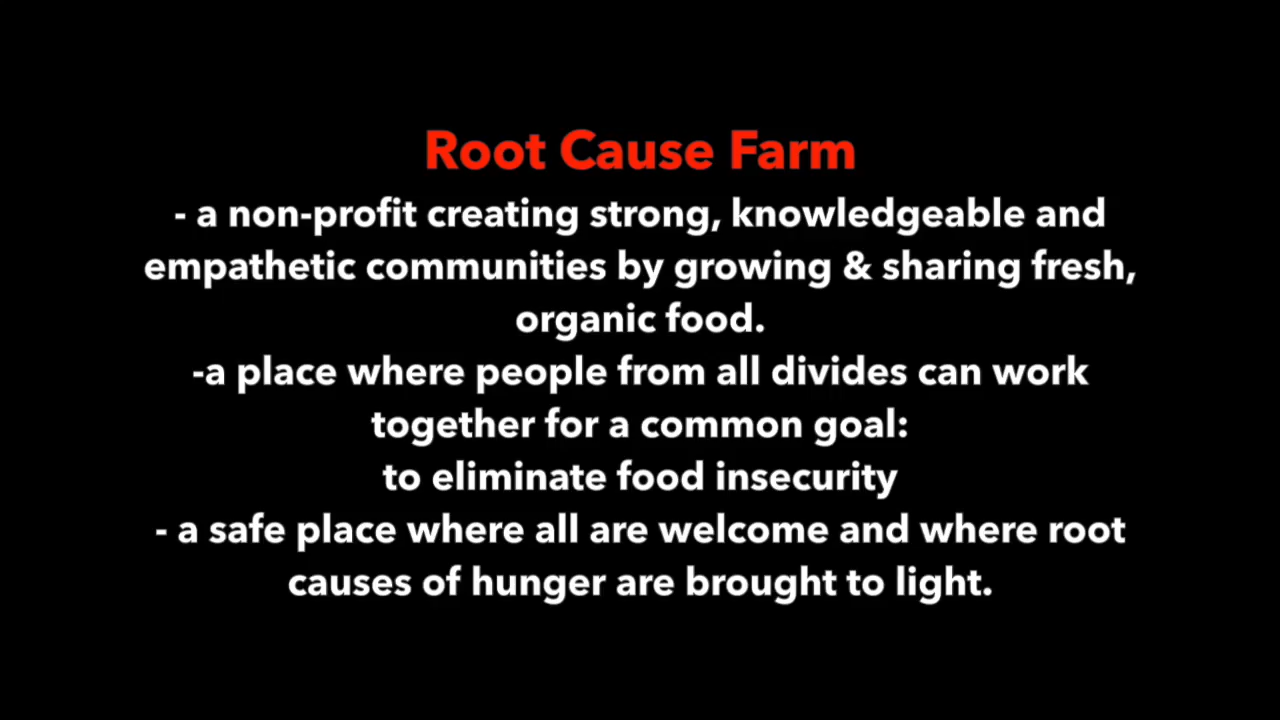 Root Cause Farm
- a non-profit creating strong, knowledgeable and
empathetic communities by growing & sharing fresh,
organic food.
-a place where people from all divides can work
together for a common goal:
to eliminate food insecurity
- a safe place where all are welcome and where root
causes of hunger are brought to light.